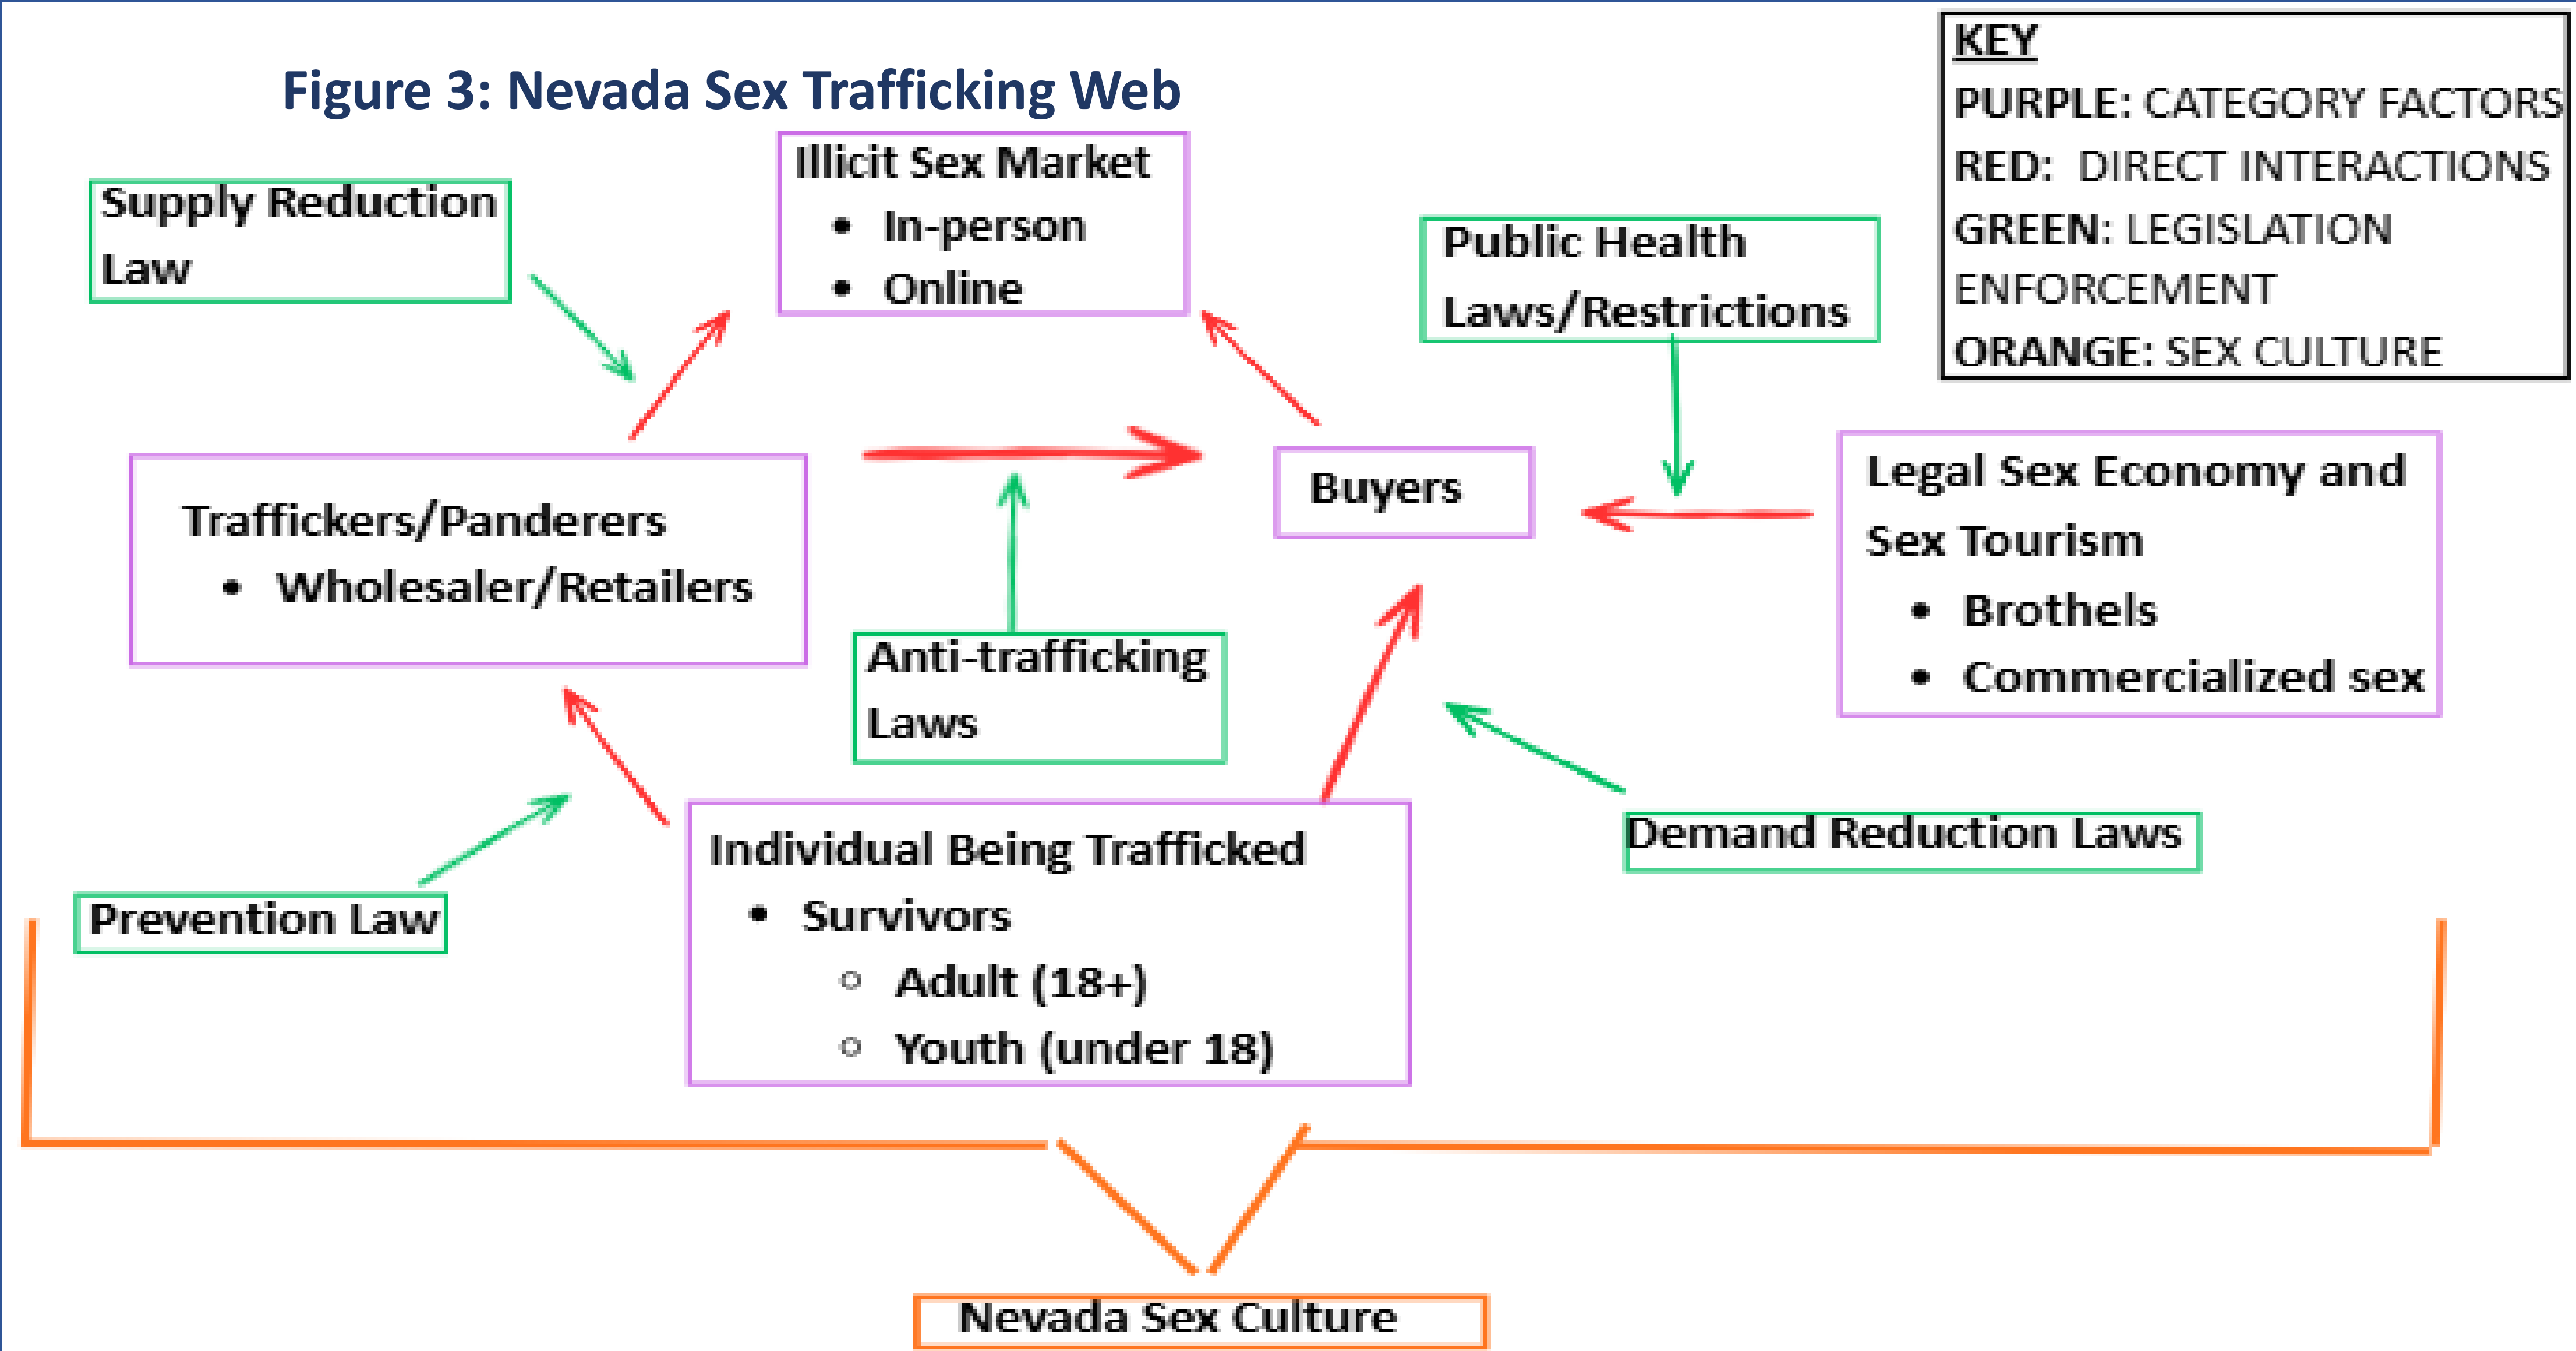 Figure 3: Nevada Sex Trafficking Web
KEY
PURPLE: CATEGORY FACTORS
RED: DIRECT INTERACTIONS
GREEN: LEGISLATION
ENFORCEMENT
ORANGE: SEX CULTURE
Illicit Sex Market
• In-person
• Online
Supply Reduction
Law
Public Health
Laws/Restrictions
Traffickers/Panderers
• Wholesaler/Retailers
Buyers
Legal Sex Economy and
Sex Tourism
• Brothels
• Commercialized sex
Anti-trafficking
Laws
Demand Reduction Laws
Prevention Law
Individual Being Trafficked
• Survivors
○ Adult (18+)
○ Youth (under 18)
Nevada Sex Culture